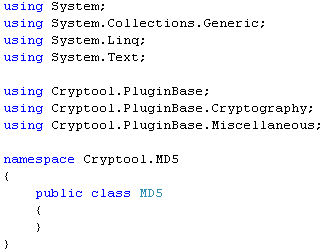 using System;
using System.Collections.Generic;
using System.Linq;
using System.Text;

using Cryptool.PluginBase;
using Cryptool.PluginBase.Cryptography;
using Cryptool.PluginBase.Miscellaneous;

namespace Cryptool.MD5
{
    public class MD5
    {
    }
}